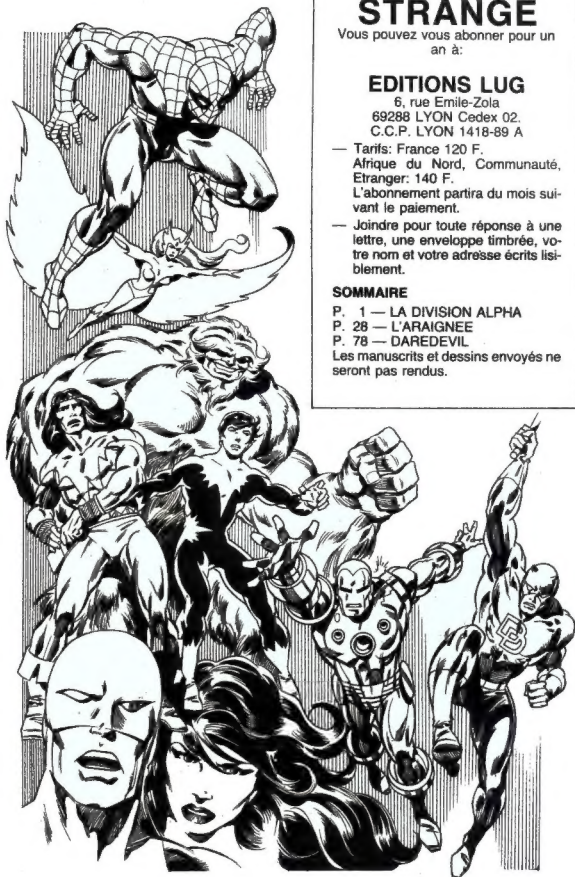 STRANGE
Vous pouvez vous abonner pour un
an à:
EDITIONS LUG
6, rue Emile-Zola
69288 LYON Cedex 02.
C.C.P. LYON 1418-89 A
— Tarifs: France 120 F.
Afrique du Nord, Communauté,
Etranger: 140 F.
L'abonnement partira du mois sui-
vant le paiement.
— Joindre pour toute réponse à une
lettre, une enveloppe timbrée, vo-
tre nom et votre adresse écrits lisi-
blement.
SOMMAIRE
P. 1 — LA DIVISION ALPHA
P. 28 — L'ARAIGNEE
P. 78 — DAREDEVIL
Les manuscrits et dessins envoyés ne
seront pas rendus.
DD